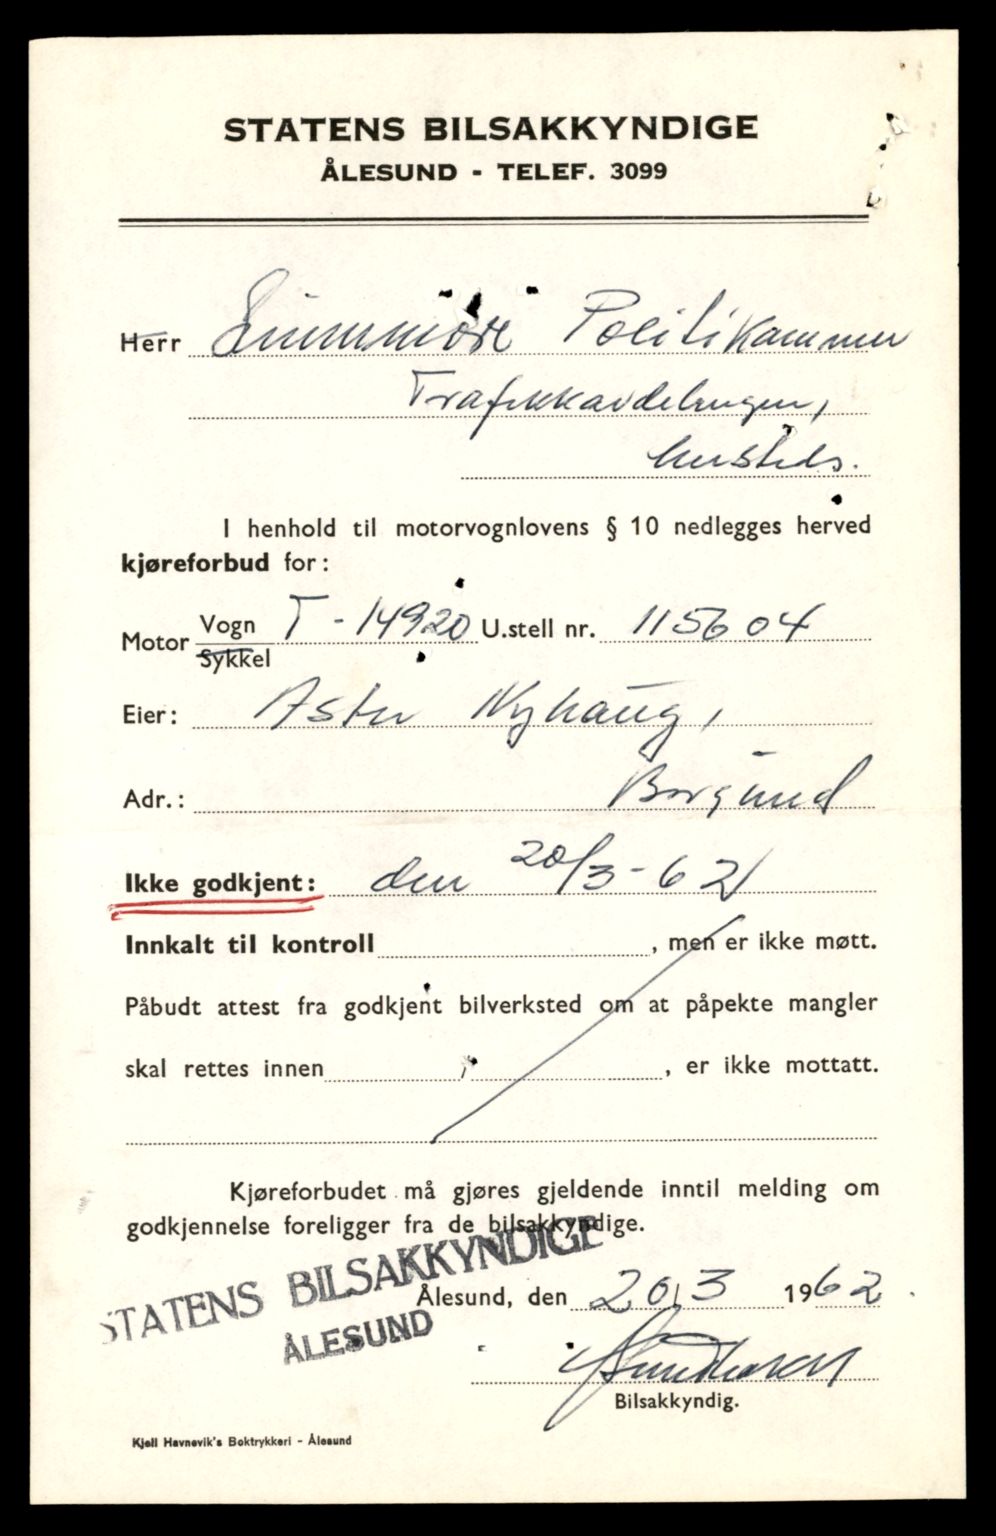 STATENS BILSAKKYNDIGE
ÅLESUND - TELEF. 3099
Herr Sunnmöre Politikammer
Trafikkavdelingen,
hersteds.
I henhold til motorvognlovens § 10 nedlegges herved
kjøreforbud for:
Motor Vogn T-14920 U.stell nr. 115604
Sykkel
Eier: Aster Nyhaug,
Adr.: Borgund
Ikke godkjent: den 20/3-62
Innkalt til kontroll , men er ikke møtt.
Påbudt attest fra godkjent bilverksted om at påpekte mangler
skal rettes innen , er ikke mottatt.
Kjøreforbudet må gjøres gjeldende inntil melding om
godkjennelse foreligger fra de bilsakkyndige.
STATENS BILSAKKYNDIGE
ÅLESUND
Ålesund, den 20/3 1962
Bilsakkyndig.
Kjell Havnevik's Boktrykkeri - Ålesund